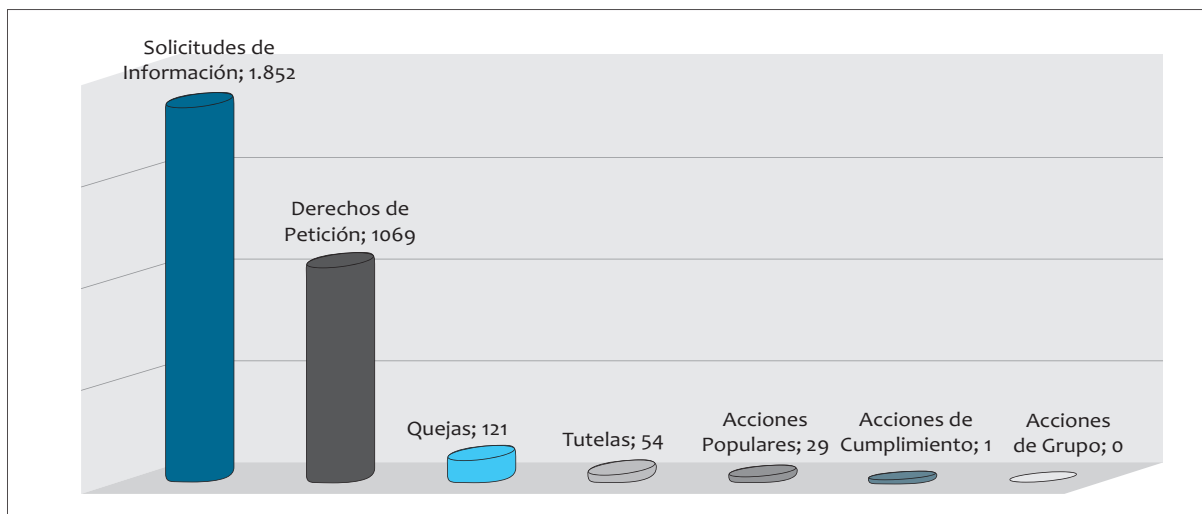 Solicitudes de
Información; 1.852
Derechos de
Petición; 1069
Quejas; 121
Tutelas; 54
Acciones
Populares; 29
Acciones de
Cumplimiento; 1
Acciones
de Grupo; 0